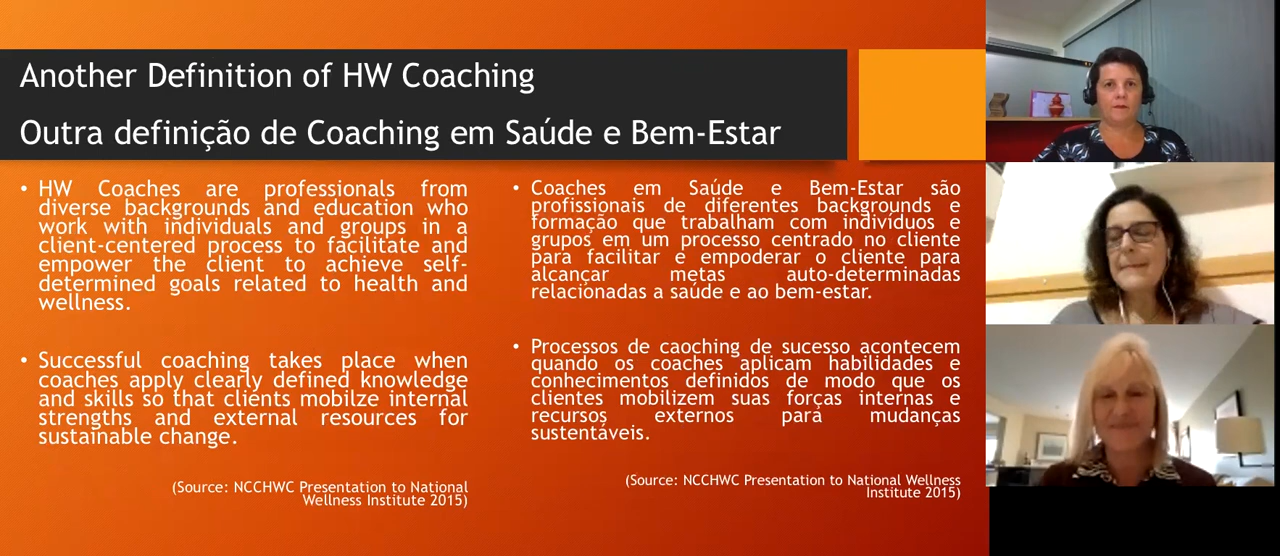 Another Definition of HW Coaching
Outra definição de Coaching em Saúde e Bem-Estar
• HW Coaches are professionals from
diverse backgrounds and education who
work with individuals and groups in a
client-centered process to facilitate and
empower the client to achieve self-
determined goals related to health and
wellness.
• Successful coaching takes place when
coaches apply clearly defined knowledge
and skills so that clients mobilze internal
strengths and external resources for
sustainable change.
(Source: NCCHWC Presentation to National
Wellness Institute 2015)
• Coaches em Saúde e Bem-Estar são
profissionais de diferentes backgrounds e
formação que trabalham com indivíduos e
grupos em um processo centrado no cliente
para facilitar e empoderar o cliente para
alcançar metas auto-determinadas
relacionadas a saúde e ao bem-estar.
• Processos de caoching de sucesso acontecem
quando os coaches aplicam habilidades e
conhecimentos definidos de modo que os
clientes mobilizem suas forças internas e
recursos externos para mudanças
sustentáveis.
(Source: NCCHWC Presentation to National Wellness
Institute 2015)